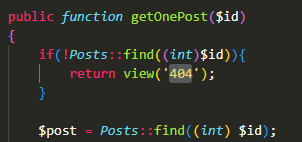 public function getOnePost($id)
{
if(!Posts::find((int)$id)){
return view('404');
}
$post = Posts::find((int) $id);